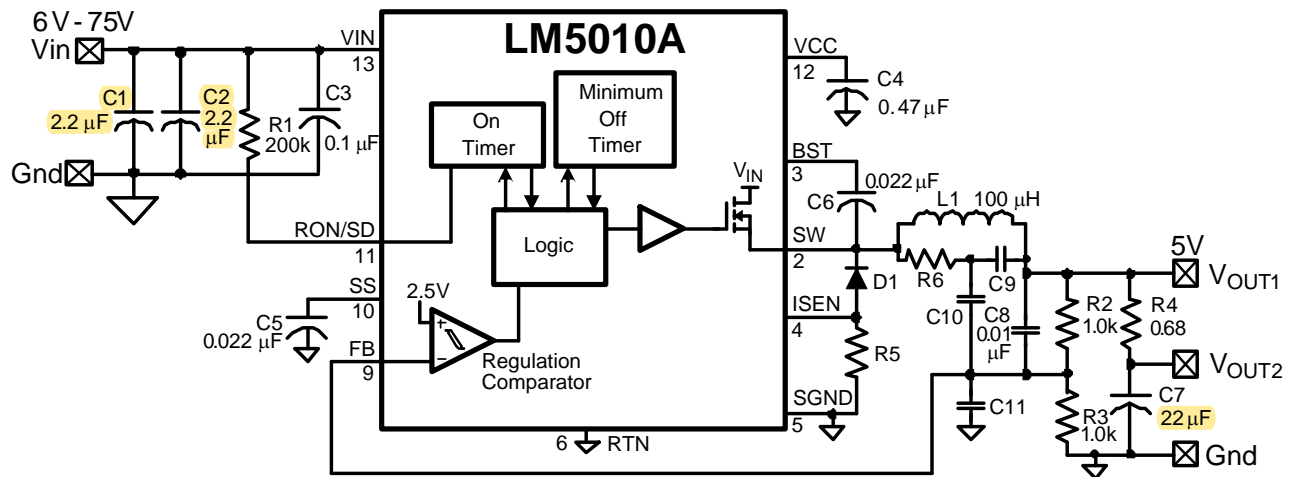 6V - 75V
Vin
VIN
13
LM5010A
VCC
12
C4
0.47 µF
C1
2.2 µF
C2
2.2
µF
R1
200k
C3
0.1 µF
On
Timer
Minimum
Off
Timer
BST
3
VIN
C6
0.022 µF
L1
100 µH
Gnd
RON/SD
11
Logic
SW
2
R6
C9
5V
VOUT1
D1
SS
10
C5
0.022 µF
2.5V
+
−
Regulation
Comparator
ISEN
4
R5
C10
C8
0.01
µF
R2
1.0k
R4
0.68
VOUT2
FB
9
SGND
5
C11
R3
1.0k
C7
22 µF
6
RTN
Gnd